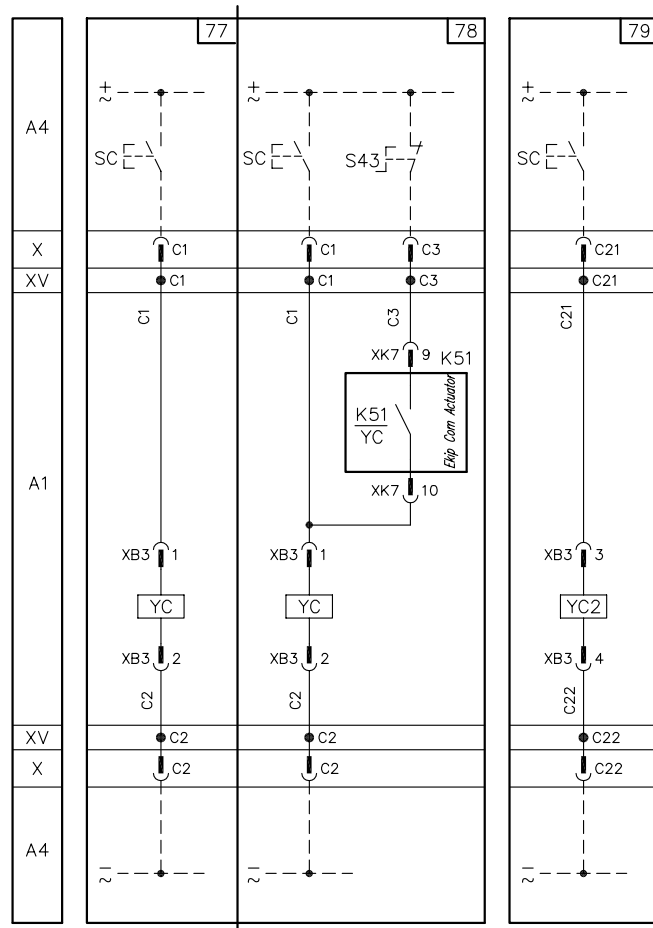 77 78 79
+ + +
~ ~ ~
A4
SC SC S43 SC
X C1 C1 C3 C21
XV C1 C1 C3 C21
C1 C1 C3 C21
XK7 9 K51
K51
YC
Ekip Com Actuator
A1
XK7 10
XB3 1 XB3 1 XB3 3
YC YC YC2
XB3 2 XB3 2 XB3 4
C2 C2 C22
XV C2 C2 C22
X C2 C2 C22
A4
− − −
~ ~ ~